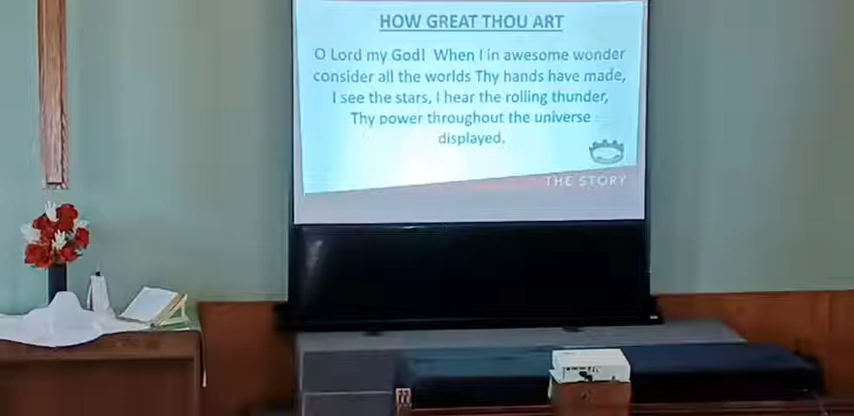 HOW GREAT THOU ART
O Lord my God! When I in awesome wonder
consider all the worlds Thy hands have made,
I see the stars, I hear the rolling thunder,
Thy power throughout the universe
displayed.
THE STORY